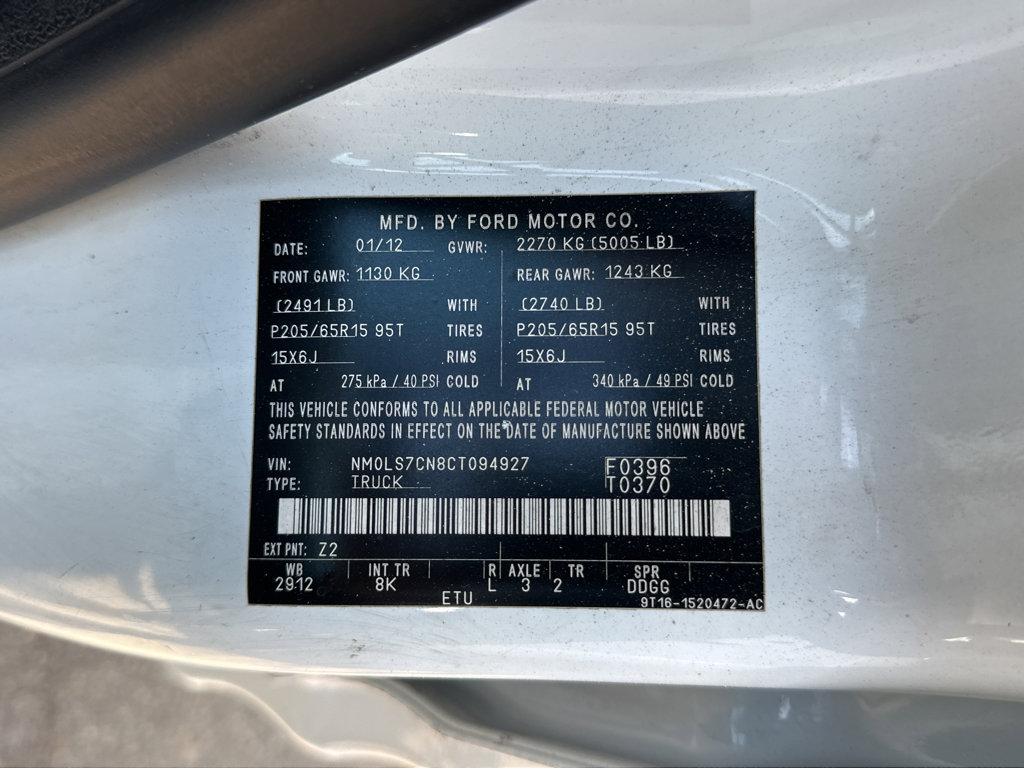 MFD. BY FORD MOTOR CO.
DATE: 01/12 GVWR: 2270 KG (5005 LB)
FRONT GAWR: 1130 KG REAR GAWR: 1243 KG
(2491 LB) WITH (2740 LB) WITH
P205/65R15 95T TIRES P205/65R15 95T TIRES
15X6J RIMS 15X6J RIMS
AT 275 kPa / 40 PSI COLD AT 340 kPa / 49 PSI COLD
THIS VEHICLE CONFORMS TO ALL APPLICABLE FEDERAL MOTOR VEHICLE
SAFETY STANDARDS IN EFFECT ON THE DATE OF MANUFACTURE SHOWN ABOVE
VIN: NM0LS7CN8CT094927 F0396
TYPE: TRUCK T0370
EXT PNT: Z2
WB INT TR R AXLE TR SPR
2912 8K L 3 2 DDGG
ETU 9T16-1520472-AC